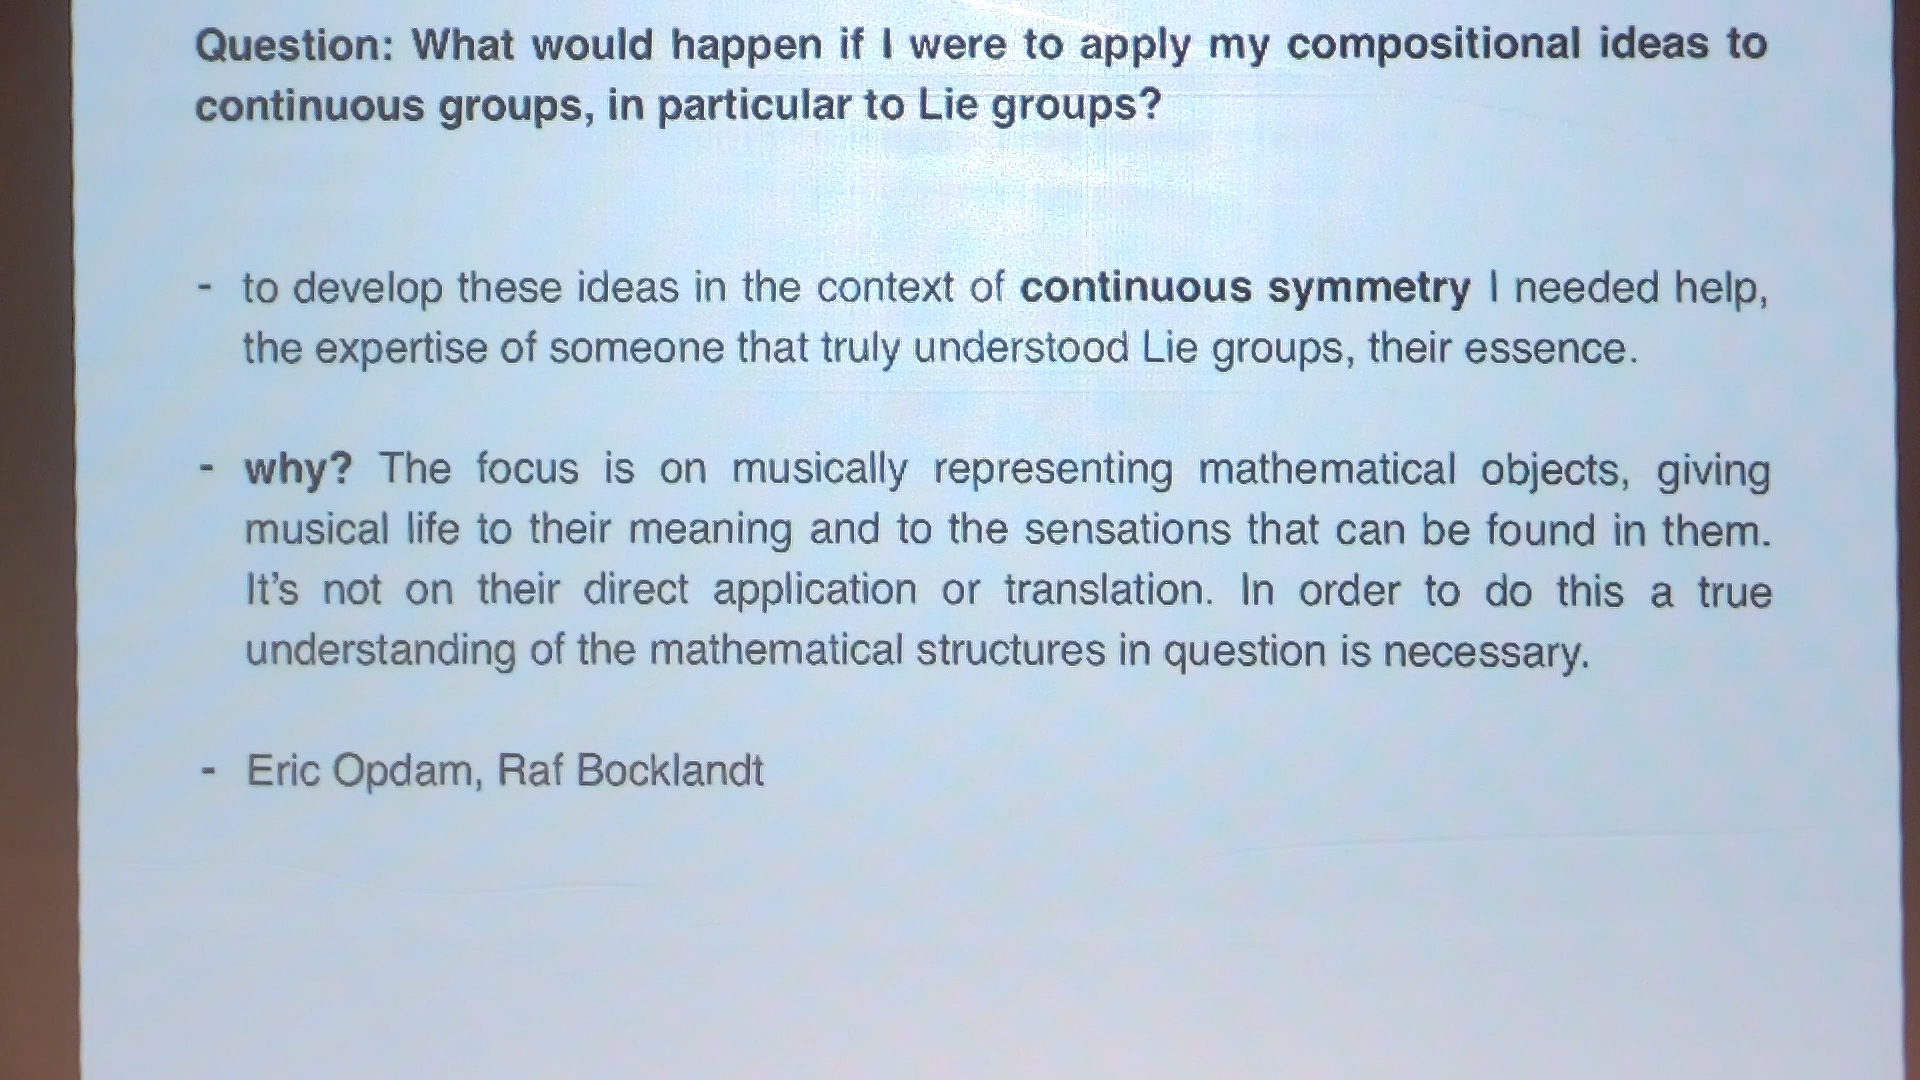 Question: What would happen if I were to apply my compositional ideas to
continuous groups, in particular to Lie groups?
- to develop these ideas in the context of continuous symmetry I needed help,
the expertise of someone that truly understood Lie groups, their essence.
- why? The focus is on musically representing mathematical objects, giving
musical life to their meaning and to the sensations that can be found in them.
It's not on their direct application or translation. In order to do this a true
understanding of the mathematical structures in question is necessary.
- Eric Opdam, Raf Bocklandt